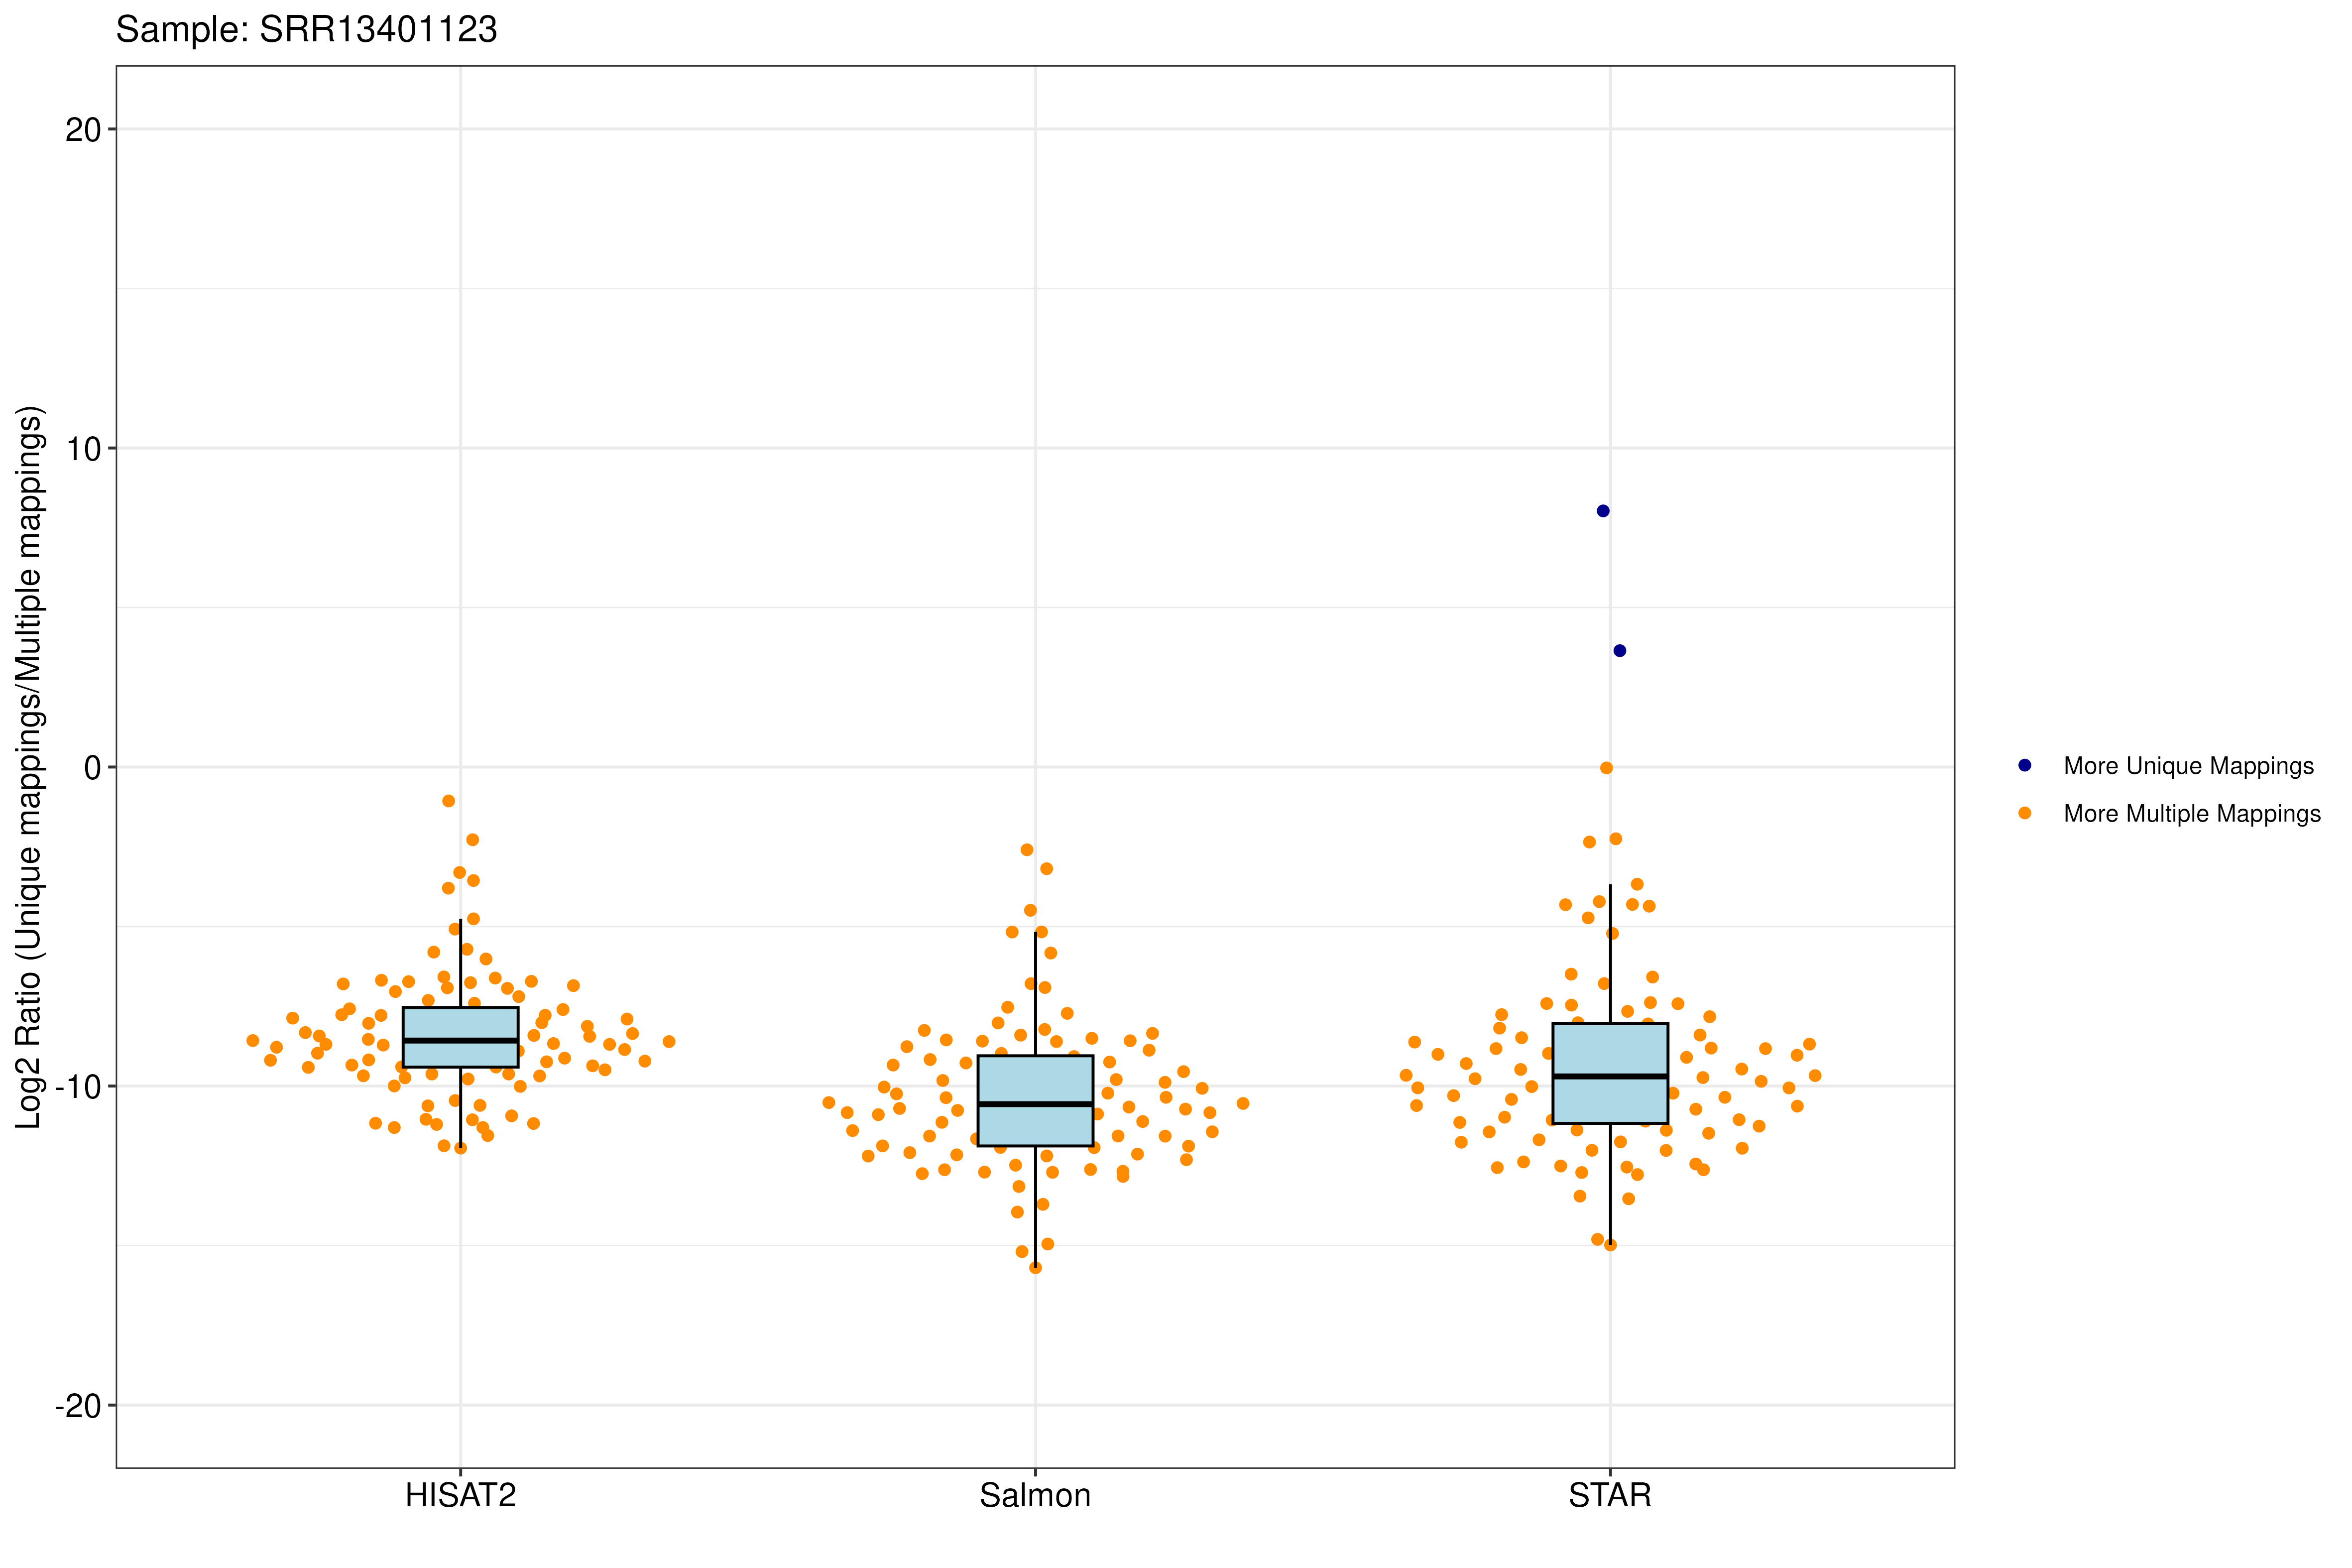 Sample: SRR13401123
Log2 Ratio (Unique mappings/Multiple mappings)
20
10
0
-10
-20
HISAT2
Salmon
STAR
More Unique Mappings
More Multiple Mappings